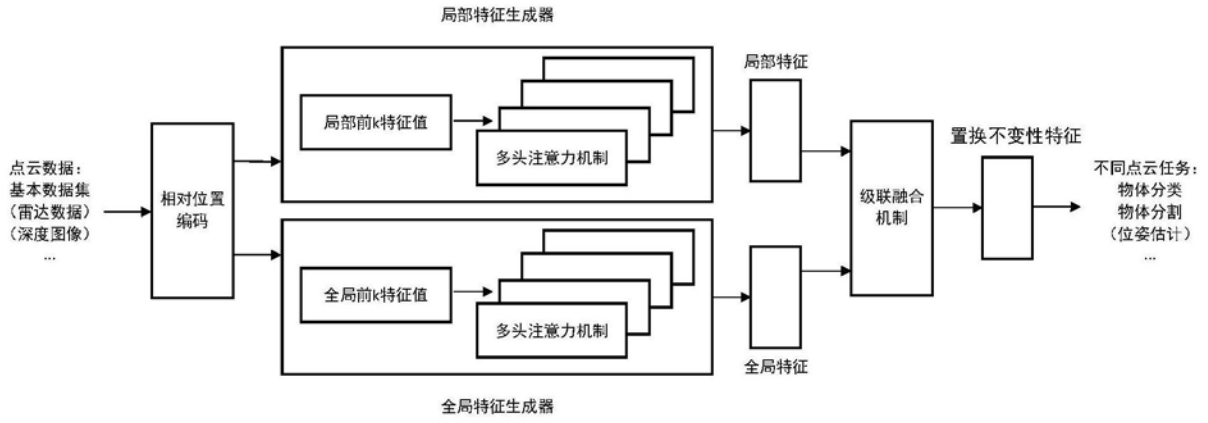 局部特征生成器
局部前k特征值
多头注意力机制
局部特征
点云数据：
基本数据集
（雷达数据）
（深度图像）
...
相对位置
编码
级联融合
机制
置换不变性特征
不同点云任务：
物体分类
物体分割
（位姿估计）
...
全局前k特征值
多头注意力机制
全局特征
全局特征生成器